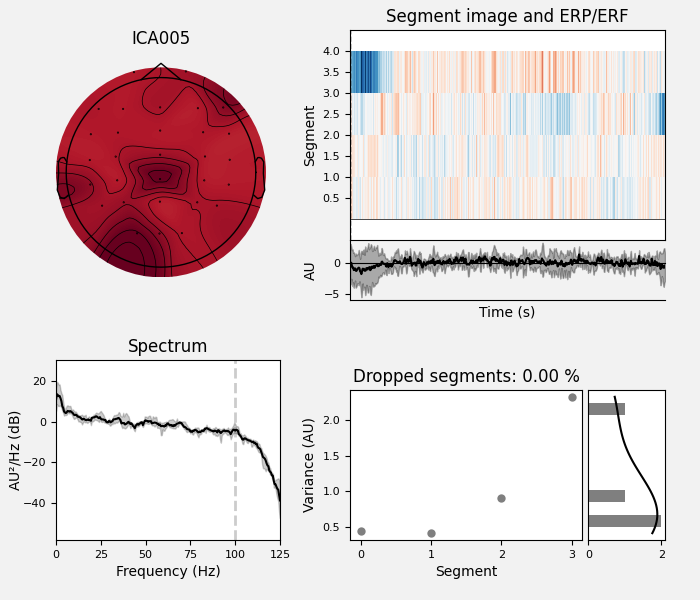 ICA005
Segment image and ERP/ERF
4.0
3.5
3.0
2.5
2.0
1.5
1.0
0.5
Segment
0
−5
AU
Time (s)
Spectrum
20
0
−20
−40
AU²/Hz (dB)
0 25 50 75 100 125
Frequency (Hz)
Dropped segments: 0.00 %
2.0
1.5
1.0
0.5
Variance (AU)
0 1 2 3
Segment
0 2